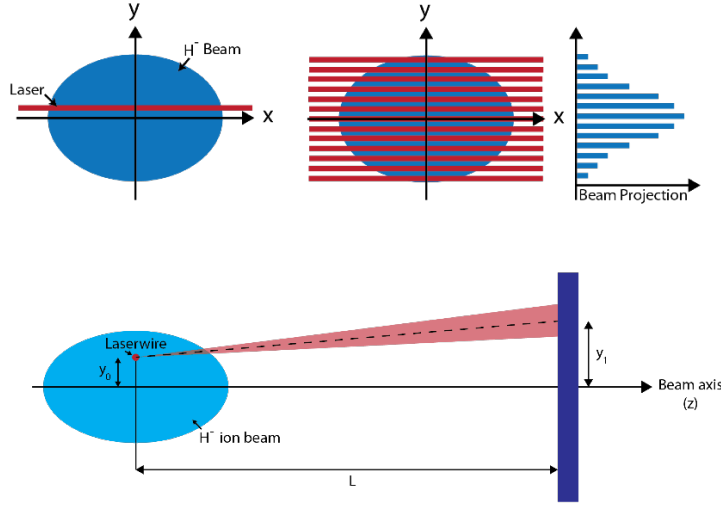 y
H⁻ Beam
Laser
x
y
x
Beam Projection
Laserwire
y₀
y₁
Beam axis
(z)
H⁻ ion beam
L